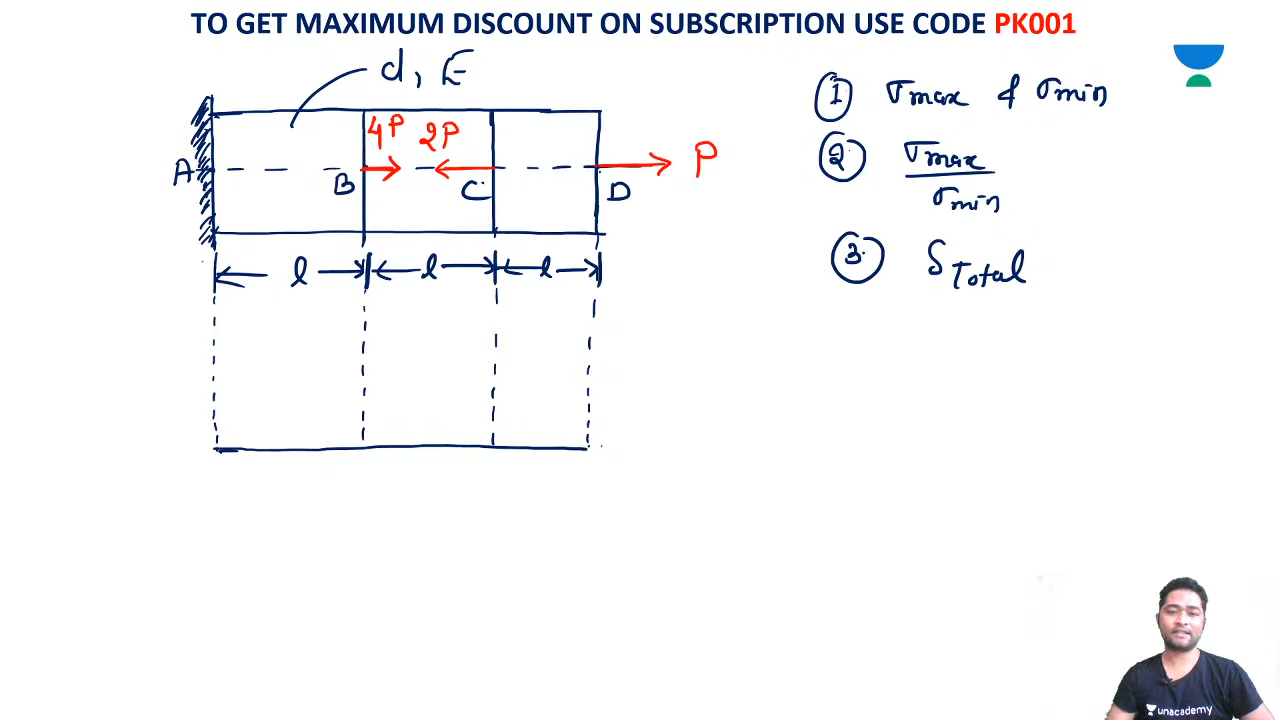 TO GET MAXIMUM DISCOUNT ON SUBSCRIPTION USE CODE PK001
d, E
① σmax & σmin
4P 2P
② σmax
σmin
A B C D P
③ δTotal
l l l
unacademy